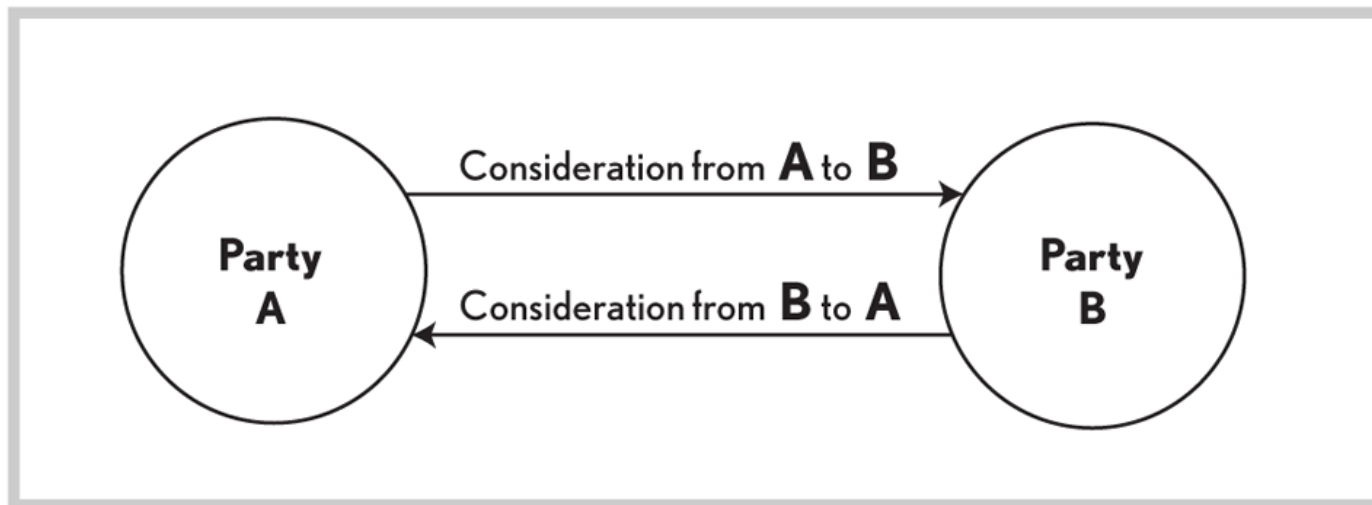 Consideration from A to B
Party
A
Consideration from B to A
Party
B